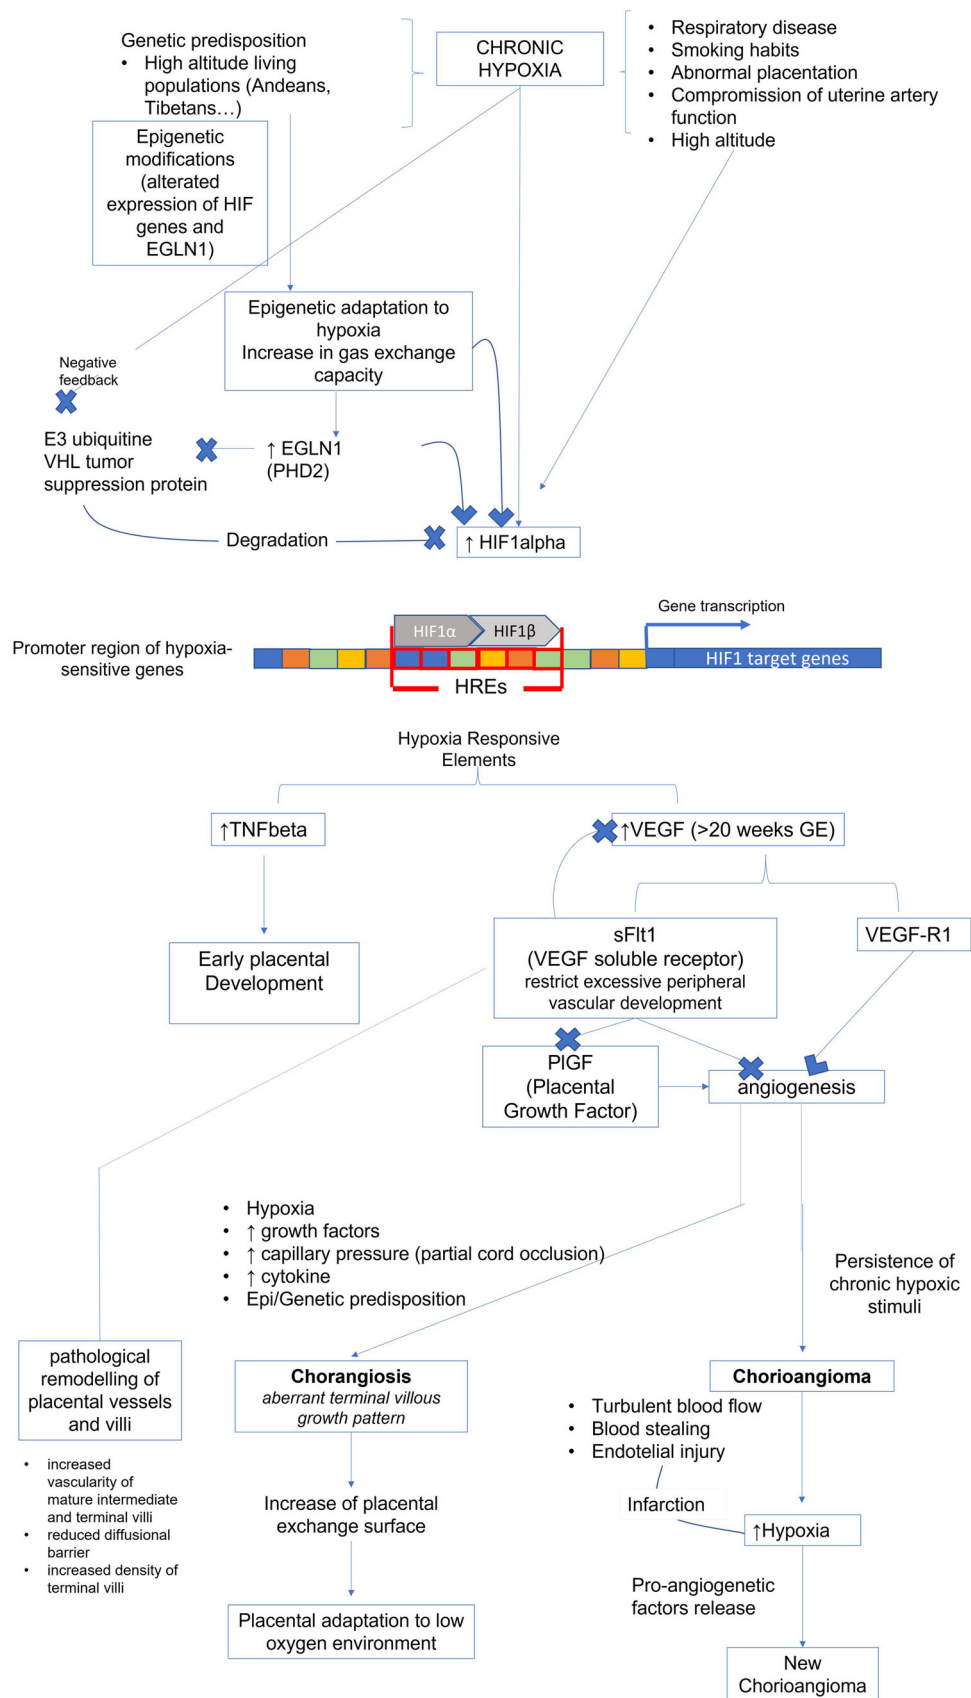 Genetic predisposition
• High altitude living
populations (Andeans,
Tibetans…)
CHRONIC
HYPOXIA
• Respiratory disease
• Smoking habits
• Abnormal placentation
• Compromission of uterine artery
function
• High altitude
Epigenetic
modifications
(alterated
expression of HIF
genes and
EGLN1)
Epigenetic adaptation to
hypoxia
Increase in gas exchange
capacity
Negative
feedback
E3 ubiquitine
VHL tumor
suppression protein
↑ EGLN1
(PHD2)
Degradation
↑ HIF1alpha
Gene transcription
HIF1α
HIF1β
Promoter region of hypoxia-
sensitive genes
HIF1 target genes
HREs
Hypoxia Responsive
Elements
↑TNFbeta
↑VEGF (>20 weeks GE)
Early placental
Development
sFlt1
(VEGF soluble receptor)
restrict excessive peripheral
vascular development
VEGF-R1
PlGF
(Placental
Growth Factor)
angiogenesis
• Hypoxia
• ↑ growth factors
• ↑ capillary pressure (partial cord occlusion)
• ↑ cytokine
• Epi/Genetic predisposition
Persistence of
chronic hypoxic
stimuli
pathological
remodelling of
placental vessels
and villi
• increased
vascularity of
mature intermediate
and terminal villi
• reduced diffusional
barrier
• increased density of
terminal villi
Chorangiosis
aberrant terminal villous
growth pattern
Increase of placental
exchange surface
Placental adaptation to low
oxygen environment
Chorioangioma
• Turbulent blood flow
• Blood stealing
• Endotelial injury
Infarction
↑Hypoxia
Pro-angiogenetic
factors release
New
Chorioangioma